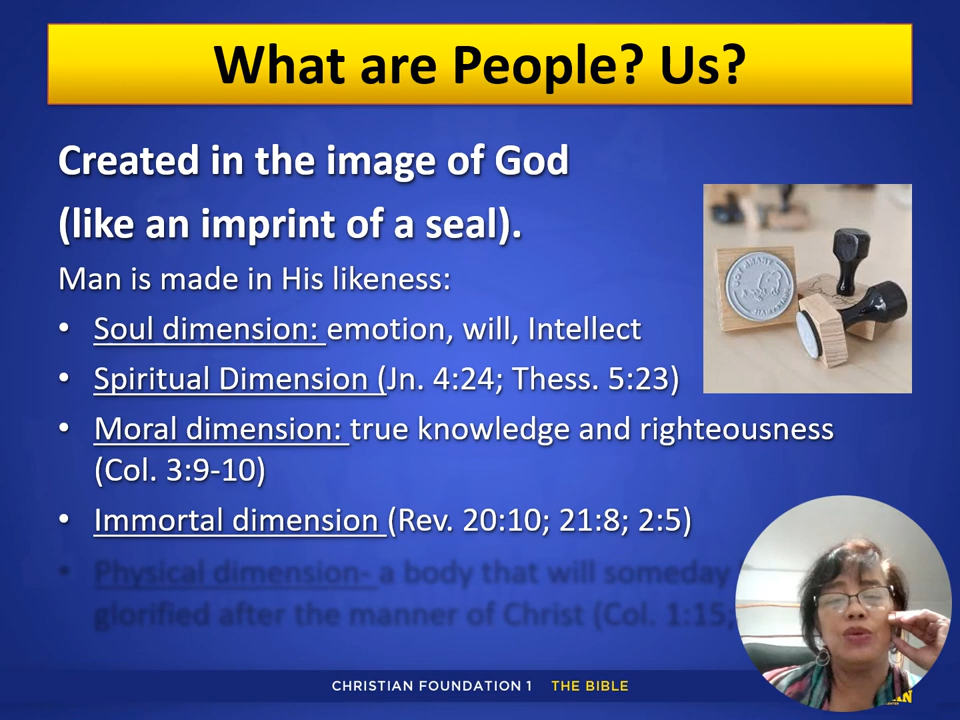 What are People? Us?
Created in the image of God
(like an imprint of a seal).
Man is made in His likeness:
• Soul dimension: emotion, will, Intellect
• Spiritual Dimension (Jn. 4:24; Thess. 5:23)
• Moral dimension: true knowledge and righteousness
(Col. 3:9-10)
• Immortal dimension (Rev. 20:10; 21:8; 2:5)
• Physical dimension- a body that will someday
glorified after the manner of Christ (Col. 1:15,
CHRISTIAN FOUNDATION 1 THE BIBLE